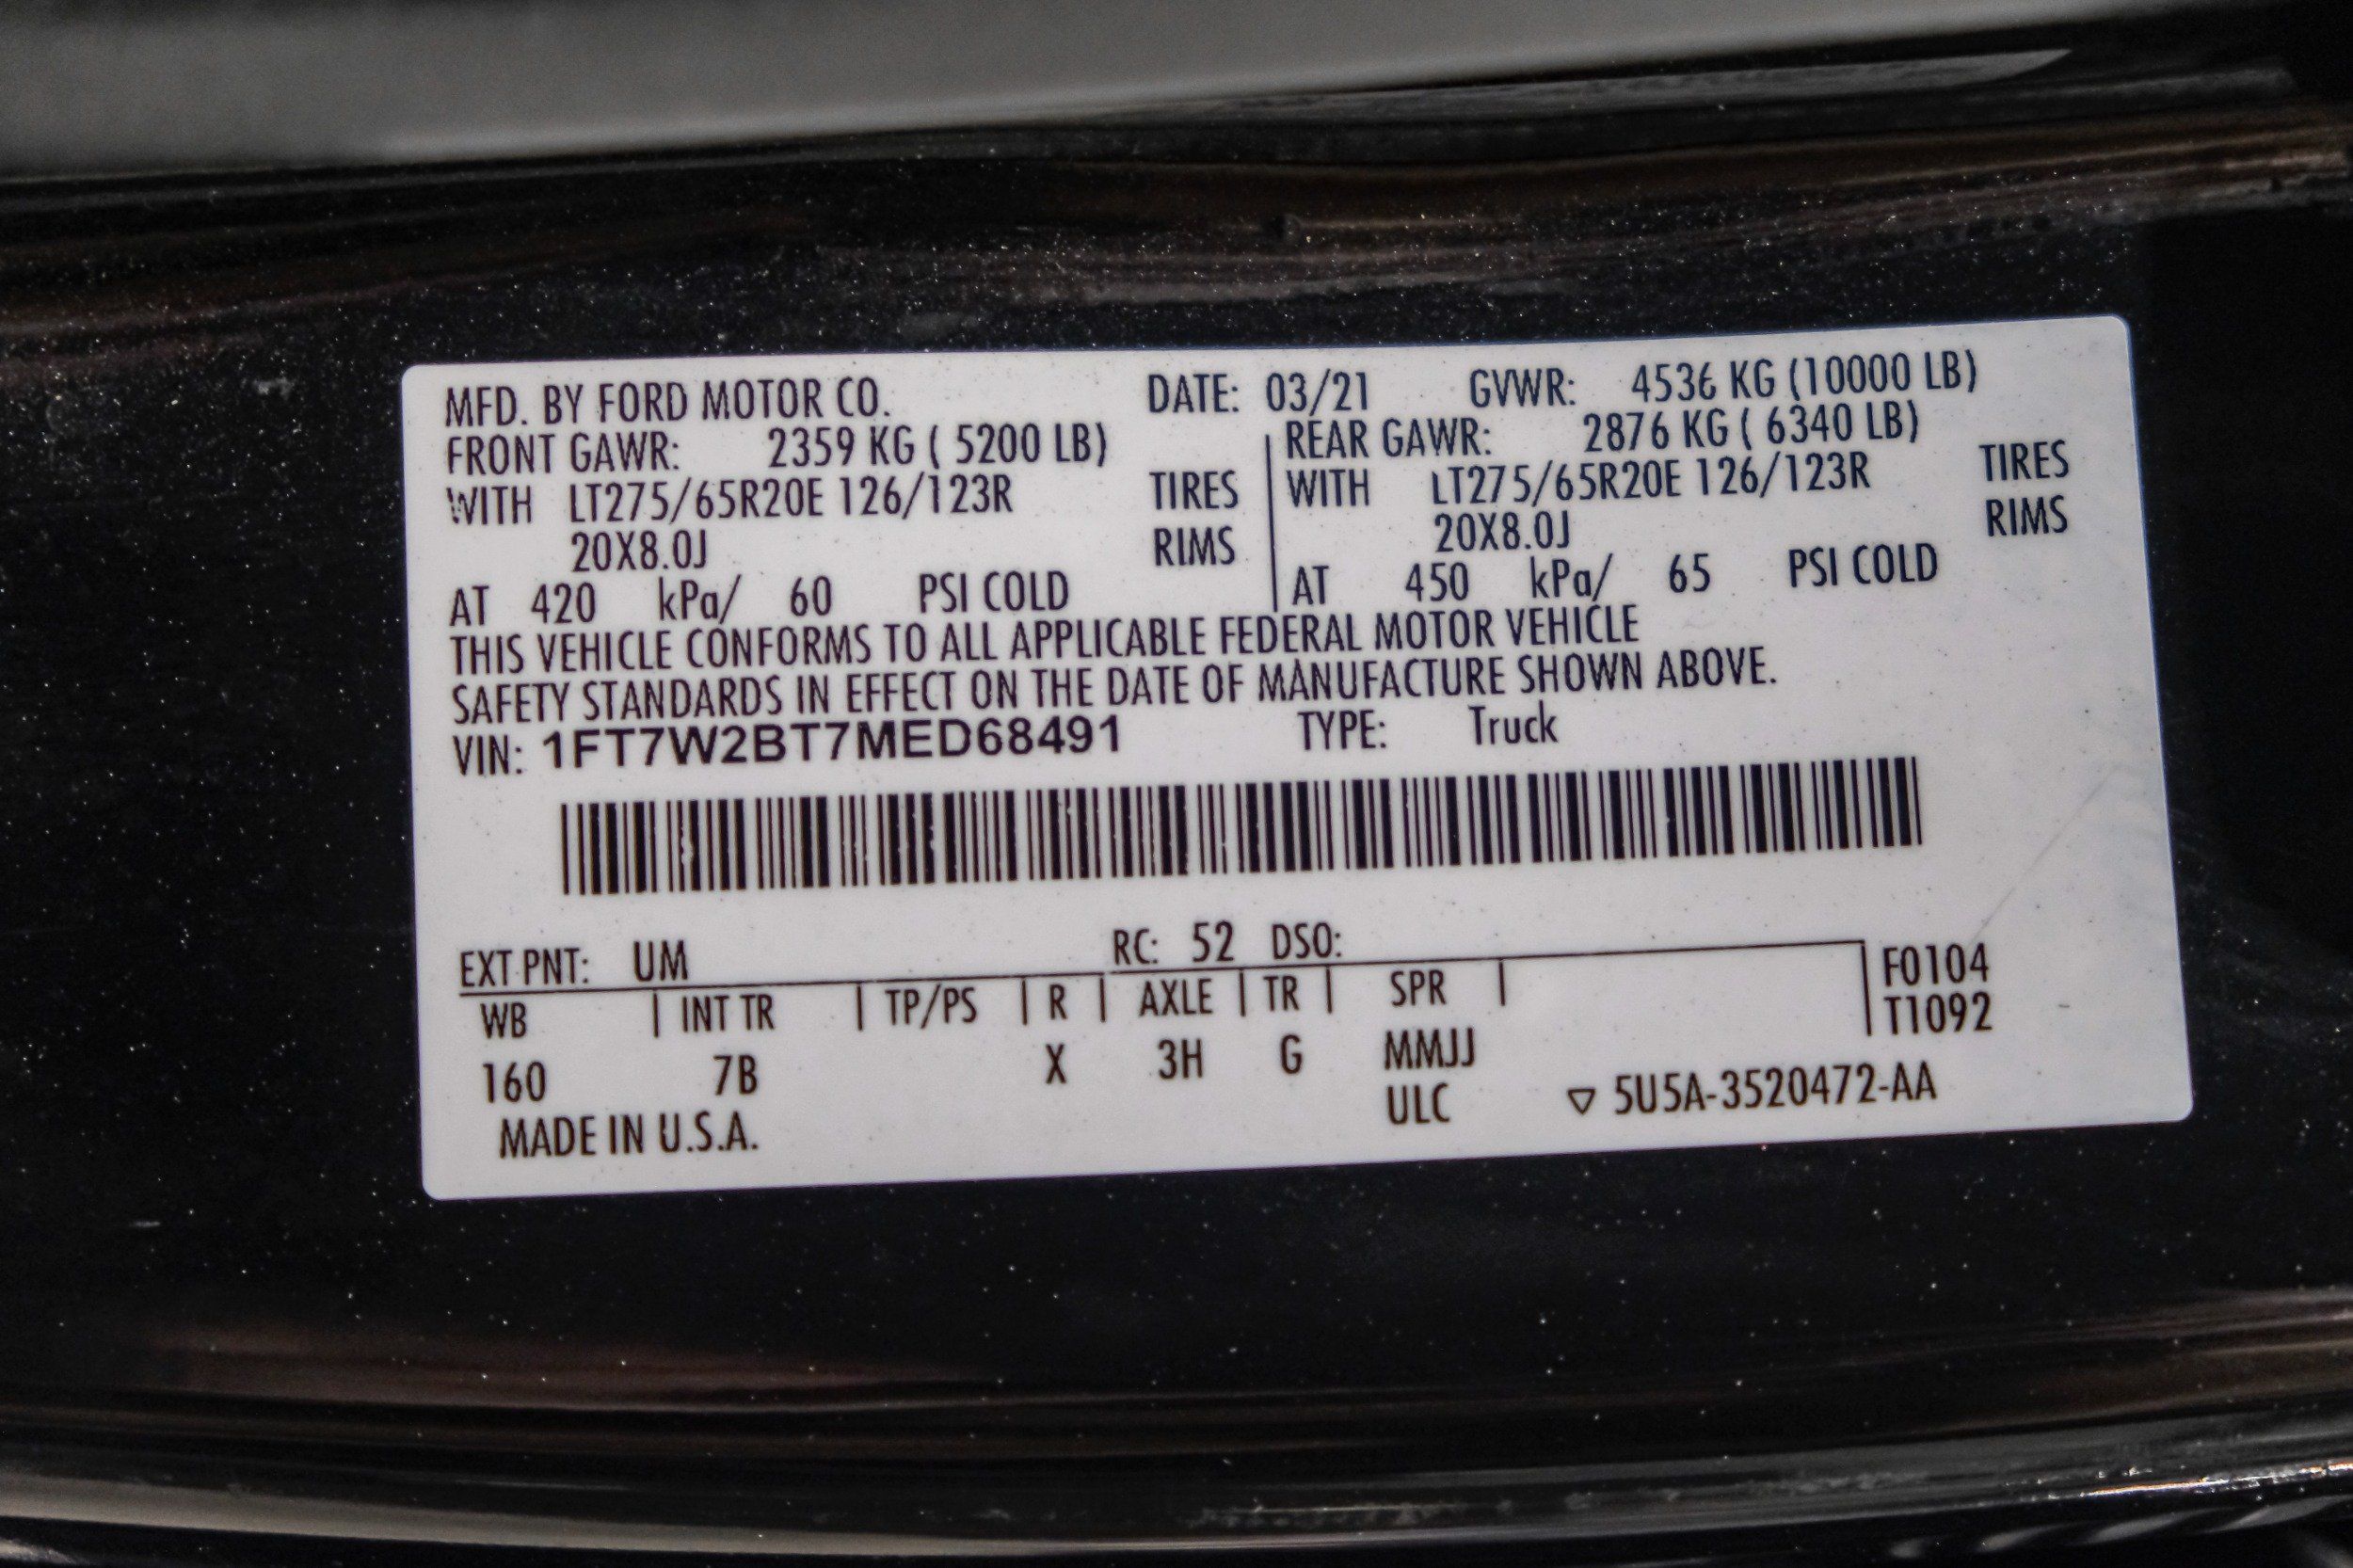 MFD. BY FORD MOTOR CO. DATE: 03/21 GVWR: 4536 KG (10000 LB)
FRONT GAWR: 2359 KG ( 5200 LB) REAR GAWR: 2876 KG ( 6340 LB)
WITH LT275/65R20E 126/123R TIRES WITH LT275/65R20E 126/123R TIRES
20X8.0J RIMS 20X8.0J RIMS
AT 420 kPa/ 60 PSI COLD AT 450 kPa/ 65 PSI COLD
THIS VEHICLE CONFORMS TO ALL APPLICABLE FEDERAL MOTOR VEHICLE
SAFETY STANDARDS IN EFFECT ON THE DATE OF MANUFACTURE SHOWN ABOVE.
VIN: 1FT7W2BT7MED68491 TYPE: Truck
EXT PNT: UM RC: 52 DSO:
WB | INT TR | TP/PS | R | AXLE | TR | SPR | F0104
T1092
160 7B X 3H G MMJJ
ULC ▽ 5U5A-3520472-AA
MADE IN U.S.A.